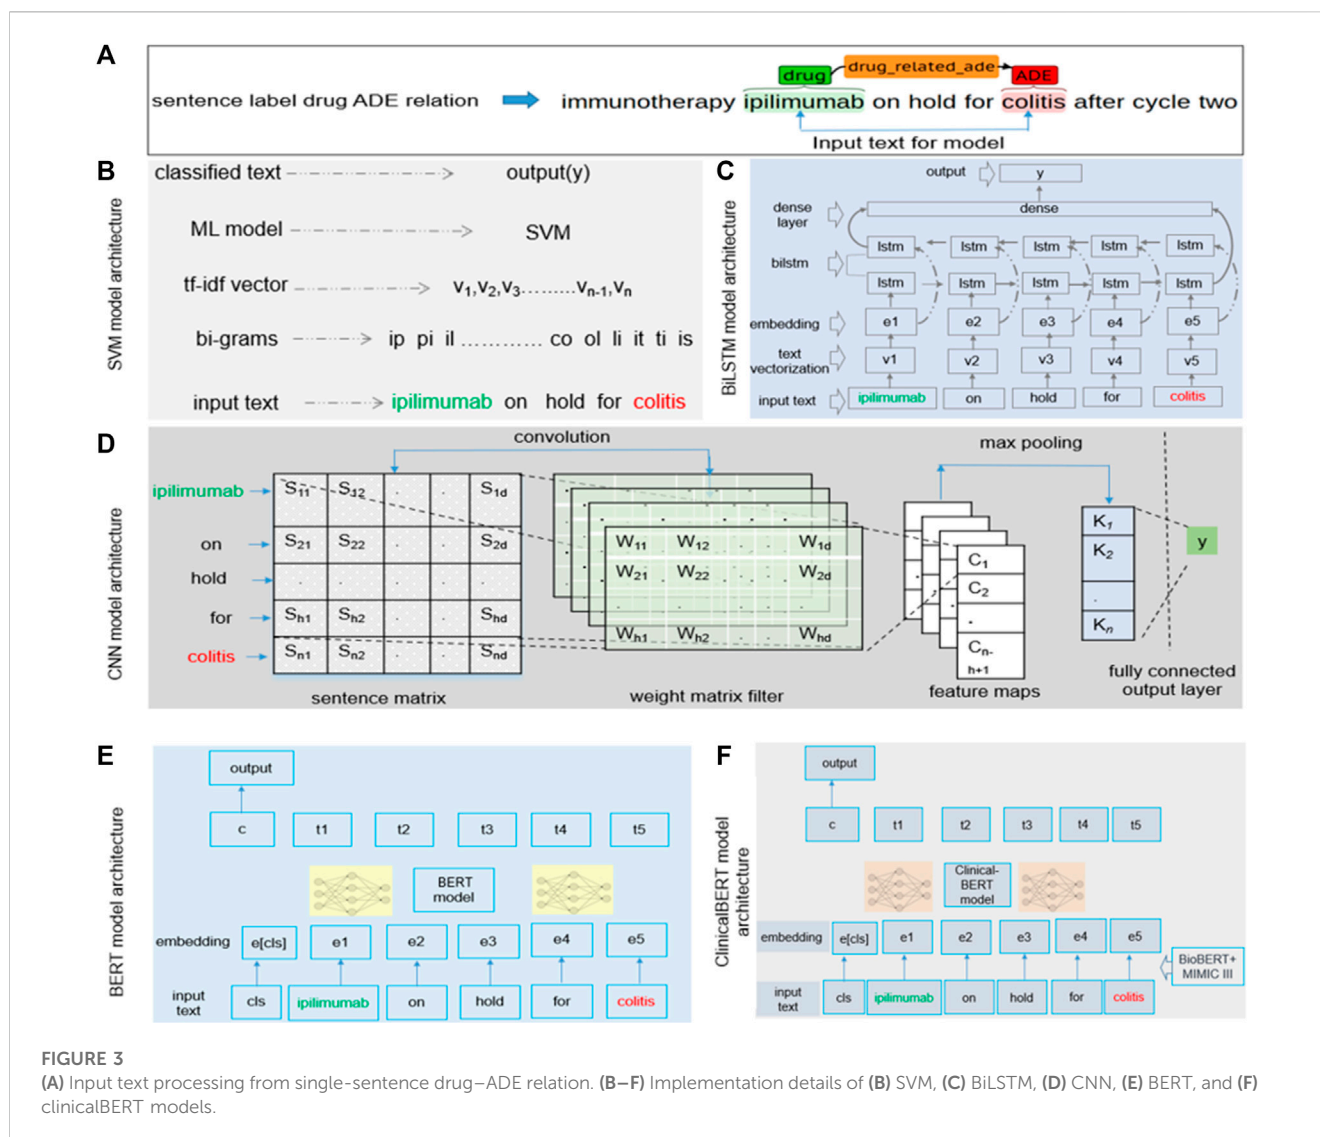 A
drug
drug_related_ade
ADE
sentence label drug ADE relation
immunotherapy ipilimumab on hold for colitis after cycle two
Input text for model
B
SVM model architecture
classified text
output(y)
ML model
SVM
tf-idf vector
v1,v2,v3.........vn-1,vn
bi-grams
ip pi il ............ co ol li it ti is
input text
ipilimumab on hold for colitis
C
BiLSTM model architecture
output
y
dense layer
dense
bilstm
lstm lstm lstm lstm lstm
lstm lstm lstm lstm lstm
embedding
e1 e2 e3 e4 e5
text vectorization
v1 v2 v3 v4 v5
input text
ipilimumab on hold for colitis
D
CNN model architecture
convolution
max pooling
ipilimumab
S11 S12 . . S1d
on
S21 S22 . . S2d
hold
. . . . .
for
Sh1 Sh2 . . Shd
colitis
Sn1 Sn2 . . Snd
sentence matrix
W11 W12 . . W1d
W21 W22 . . W2d
. . . . .
Wh1 Wh2 . . Whd
weight matrix filter
C1
C2
.
Cn-h+1
feature maps
K1
K2
.
Kn
y
fully connected
output layer
E
BERT model architecture
output
c t1 t2 t3 t4 t5
BERT
model
embedding
e[cls] e1 e2 e3 e4 e5
input
text
cls ipilimumab on hold for colitis
F
ClinicalBERT model
architecture
output
c t1 t2 t3 t4 t5
Clinical-
BERT
model
embedding
e[cls] e1 e2 e3 e4 e5
BioBERT+
MIMIC III
input
text
cls ipilimumab on hold for colitis
FIGURE 3
(A) Input text processing from single-sentence drug–ADE relation. (B–F) Implementation details of (B) SVM, (C) BiLSTM, (D) CNN, (E) BERT, and (F)
clinicalBERT models.